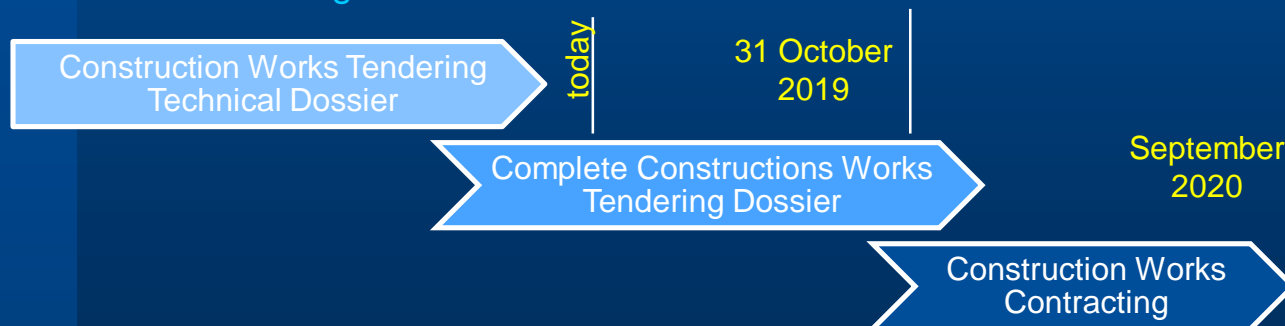 today
31 October
2019
Construction Works Tendering
Technical Dossier
Complete Constructions Works
Tendering Dossier
September
2020
Construction Works
Contracting